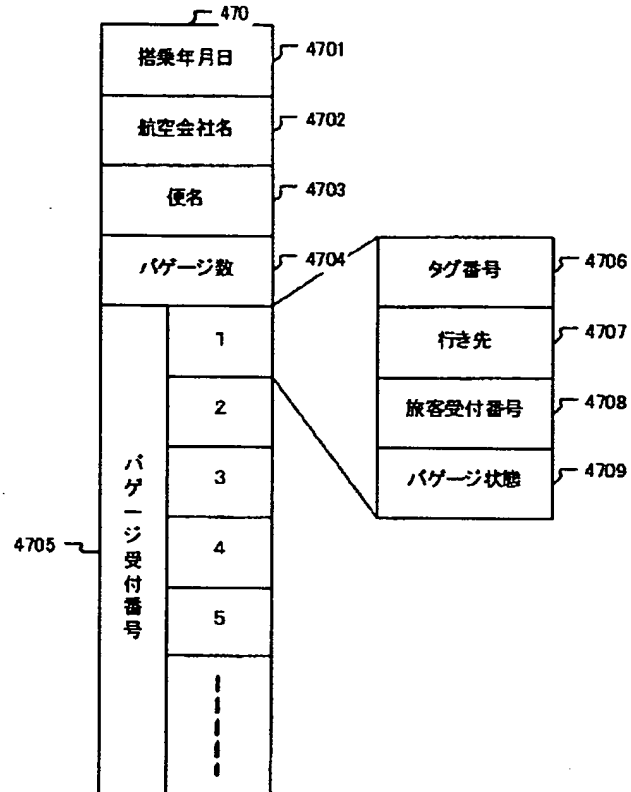 470
搭乗年月日
4701
航空会社名
4702
便名
4703
バゲージ数
4704
バゲージ受付番号
4705
1
2
3
4
5
タグ番号
4706
行き先
4707
旅客受付番号
4708
バゲージ状態
4709